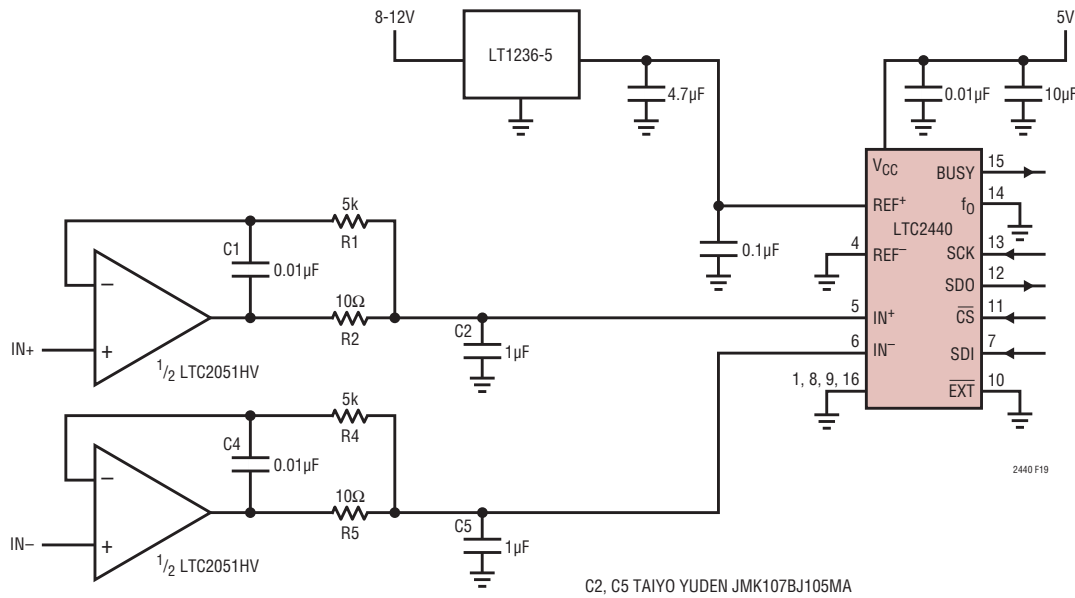 8-12V
LT1236-5
4.7µF
5V
0.01µF
10µF
VCC
BUSY
15
REF+
fO
14
LTC2440
4
REF−
SCK
13
0.1µF
SDO
12
5
IN+
CS
11
6
IN−
SDI
7
1, 8, 9, 16
EXT
10
5k
R1
C1
0.01µF
−
+
10Ω
R2
IN+
1/2 LTC2051HV
C2
1µF
5k
R4
C4
0.01µF
−
+
10Ω
R5
IN−
1/2 LTC2051HV
C5
1µF
2440 F19
C2, C5 TAIYO YUDEN JMK107BJ105MA